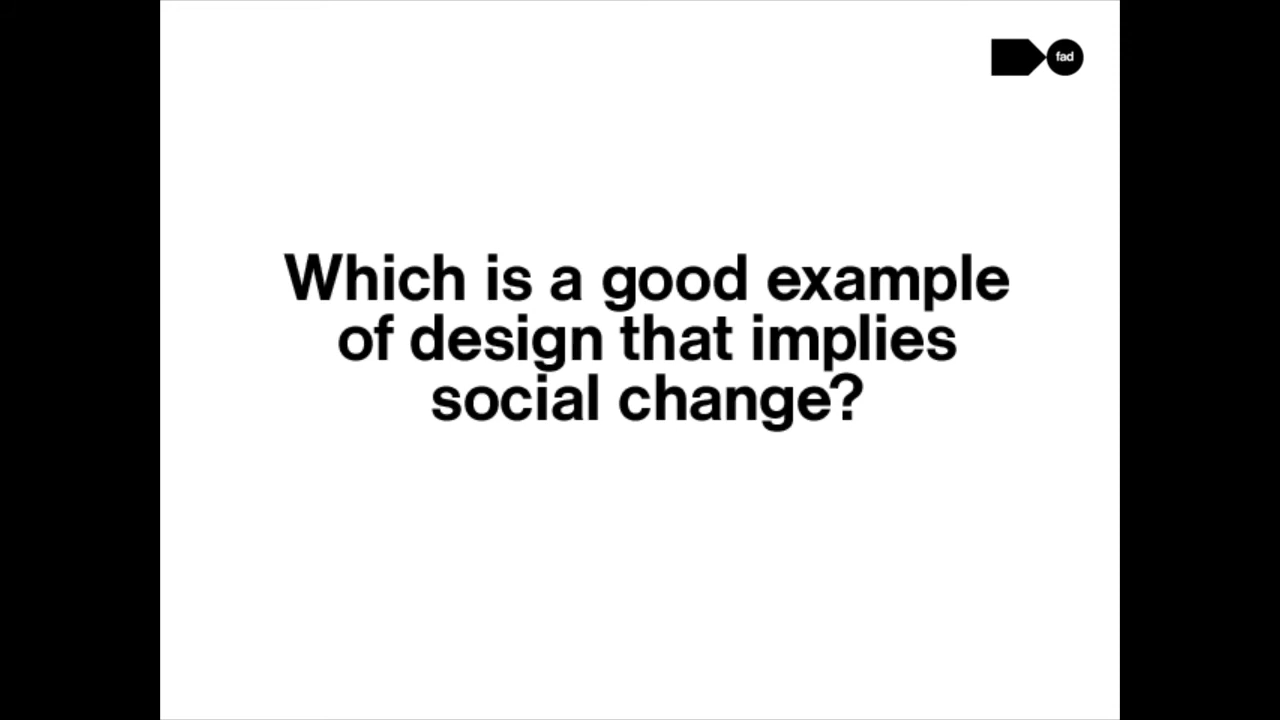 fad
Which is a good example
of design that implies
social change?